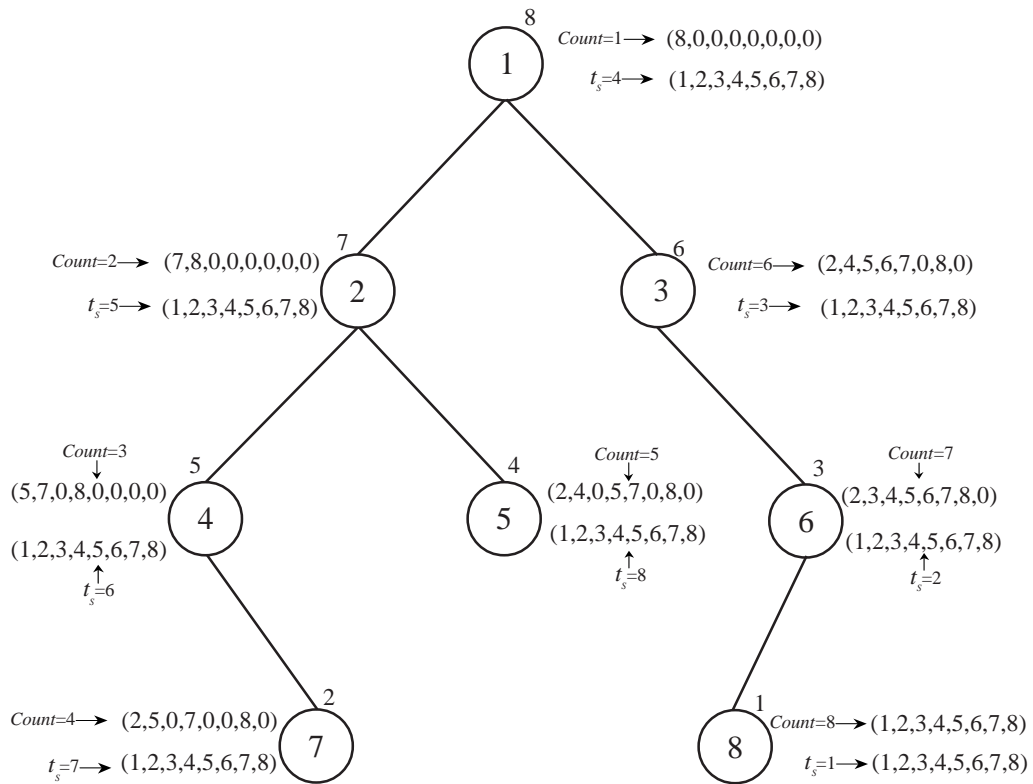 8
Count=1→ (8,0,0,0,0,0,0,0)
1
t_s=4→ (1,2,3,4,5,6,7,8)
7
Count=2→ (7,8,0,0,0,0,0,0)
2
t_s=5→ (1,2,3,4,5,6,7,8)
6
Count=6→ (2,4,5,6,7,0,8,0)
3
t_s=3→ (1,2,3,4,5,6,7,8)
Count=3
5
(5,7,0,8,0,0,0,0)
4
(1,2,3,4,5,6,7,8)
t_s=6
4
Count=5
(2,4,0,5,7,0,8,0)
5
(1,2,3,4,5,6,7,8)
t_s=8
3
Count=7
(2,3,4,5,6,7,8,0)
6
(1,2,3,4,5,6,7,8)
t_s=2
2
Count=4→ (2,5,0,7,0,0,8,0)
7
t_s=7→ (1,2,3,4,5,6,7,8)
1
Count=8→ (1,2,3,4,5,6,7,8)
8
t_s=1→ (1,2,3,4,5,6,7,8)